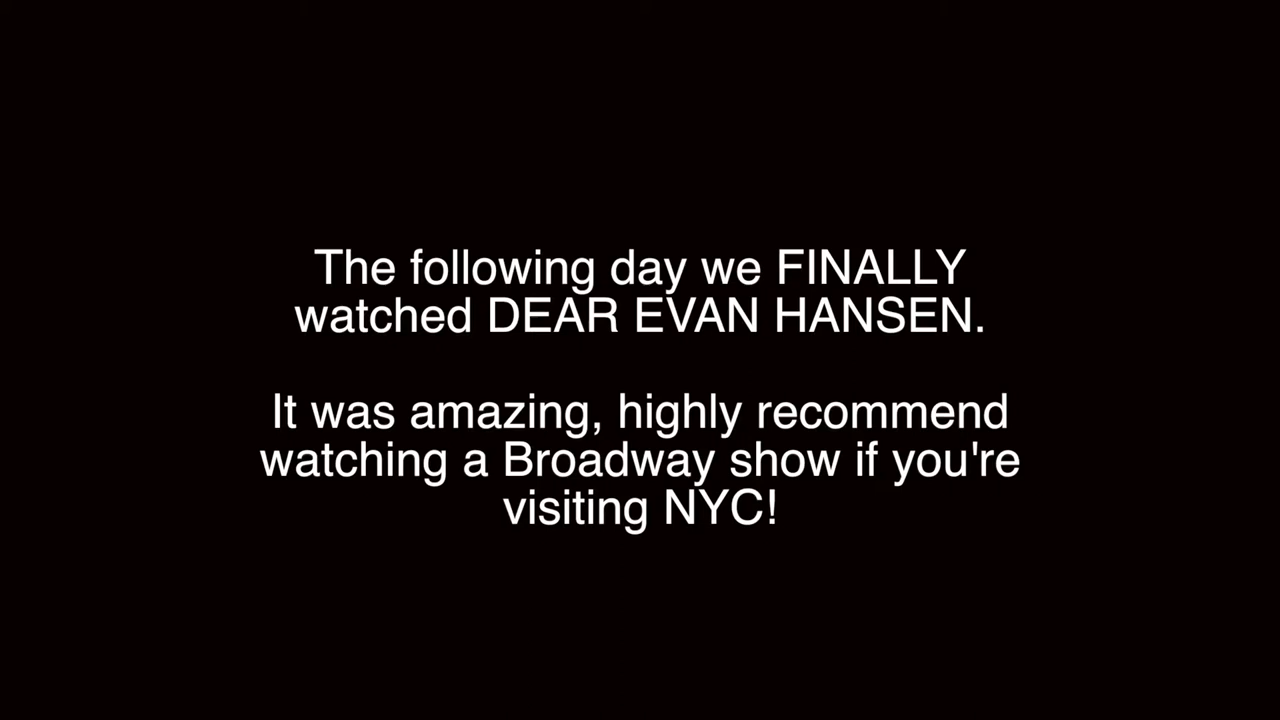 The following day we FINALLY
watched DEAR EVAN HANSEN.
It was amazing, highly recommend
watching a Broadway show if you're
visiting NYC!